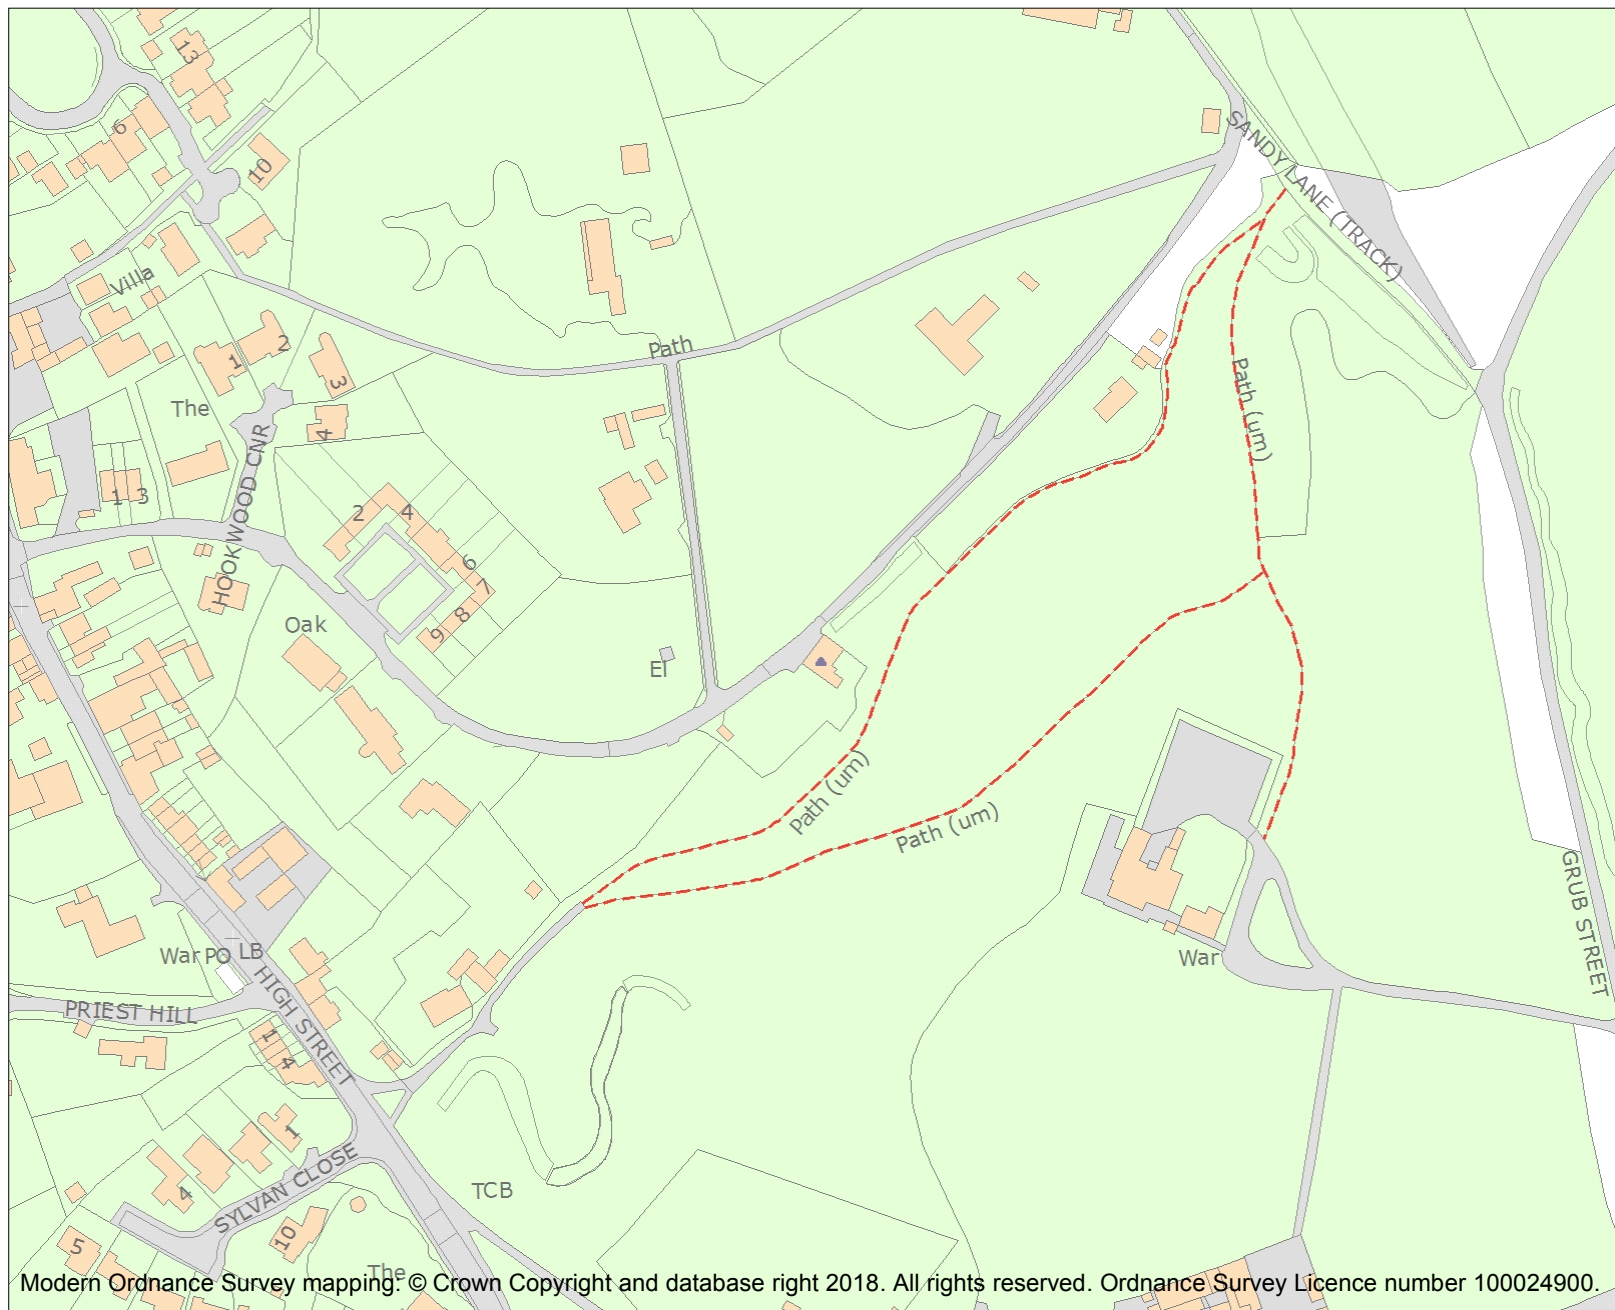 13
6
10
SANDY LANE (TRACK)
Villa
1
2
3
Path
The
4
Path (um)
HOOKWOOD CNR
1
3
2
4
6
7
8
9
Oak
El
Path (um)
Path (um)
GRUB STREET
War
PO
LB
War
HIGH STREET
PRIEST HILL
1
4
1
SYLVAN CLOSE
4
TCB
10
5
The
Modern Ordnance Survey mapping: © Crown Copyright and database right 2018. All rights reserved. Ordnance Survey Licence number 100024900.